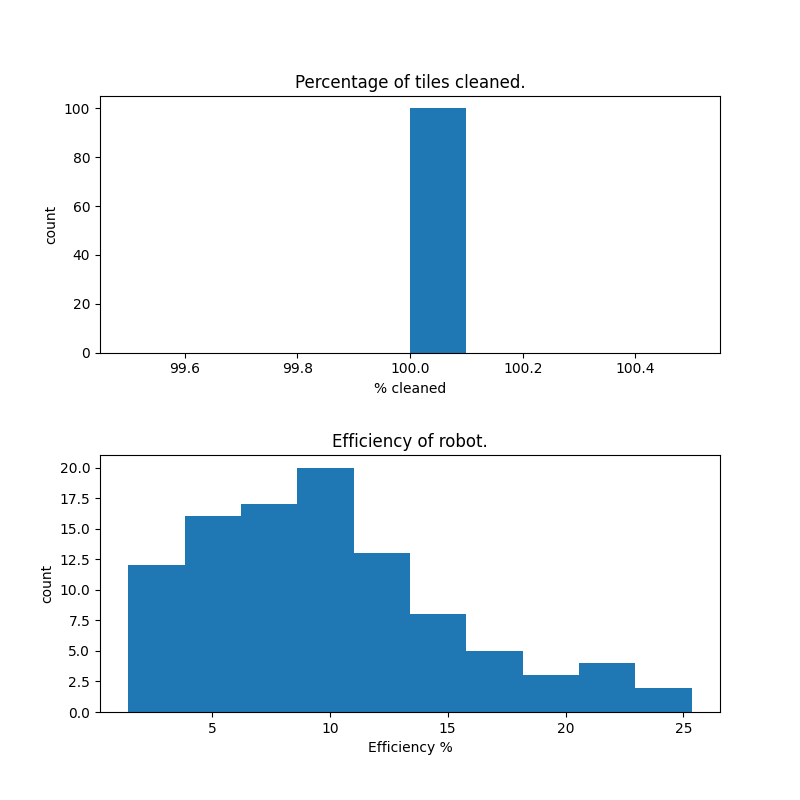 Percentage of tiles cleaned.
100
80
60
40
20
0
count
99.6 99.8 100.0 100.2 100.4
% cleaned
Efficiency of robot.
20.0
17.5
15.0
12.5
10.0
7.5
5.0
2.5
0.0
count
5 10 15 20 25
Efficiency %